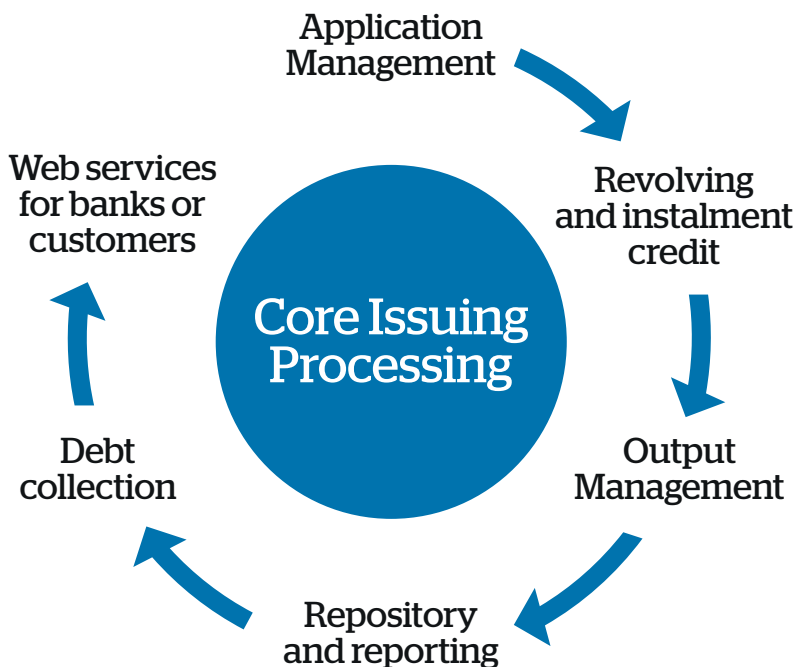 Application
Management
Revolving
and instalment
credit
Output
Management
Repository
and reporting
Debt
collection
Web services
for banks or
customers
Core Issuing
Processing